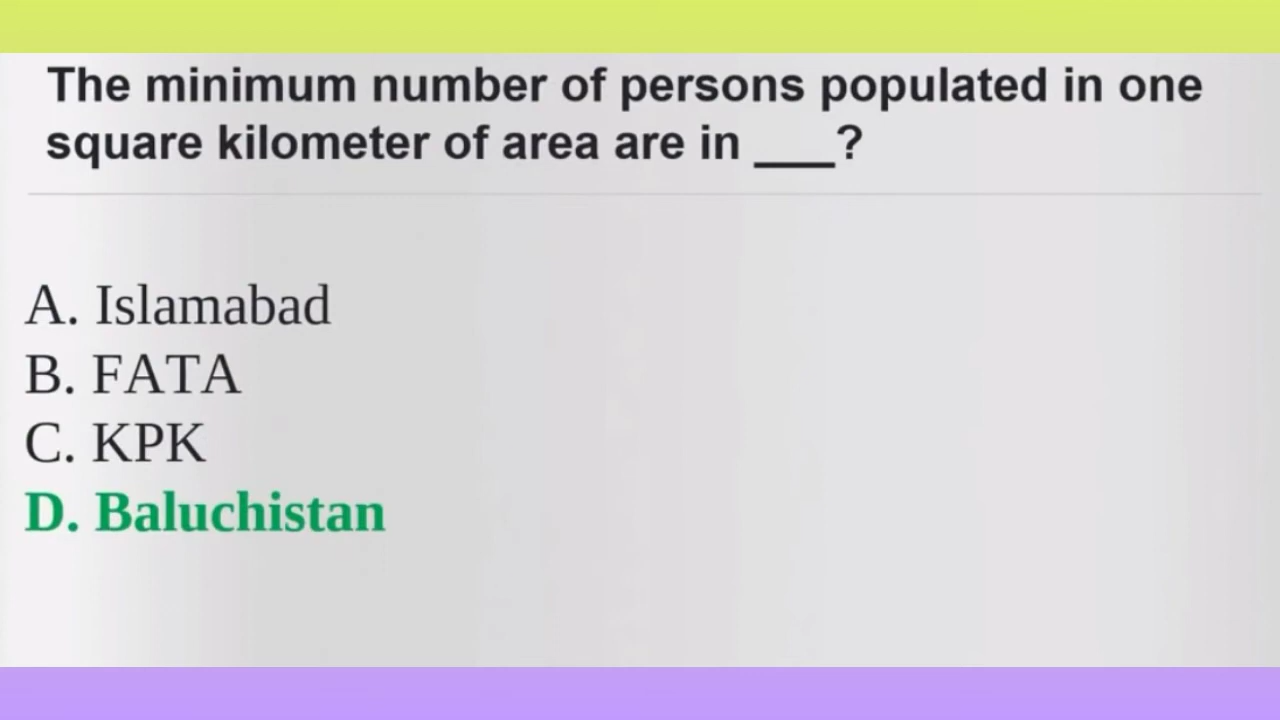 The minimum number of persons populated in one
square kilometer of area are in ___?
A. Islamabad
B. FATA
C. KPK
D. Baluchistan